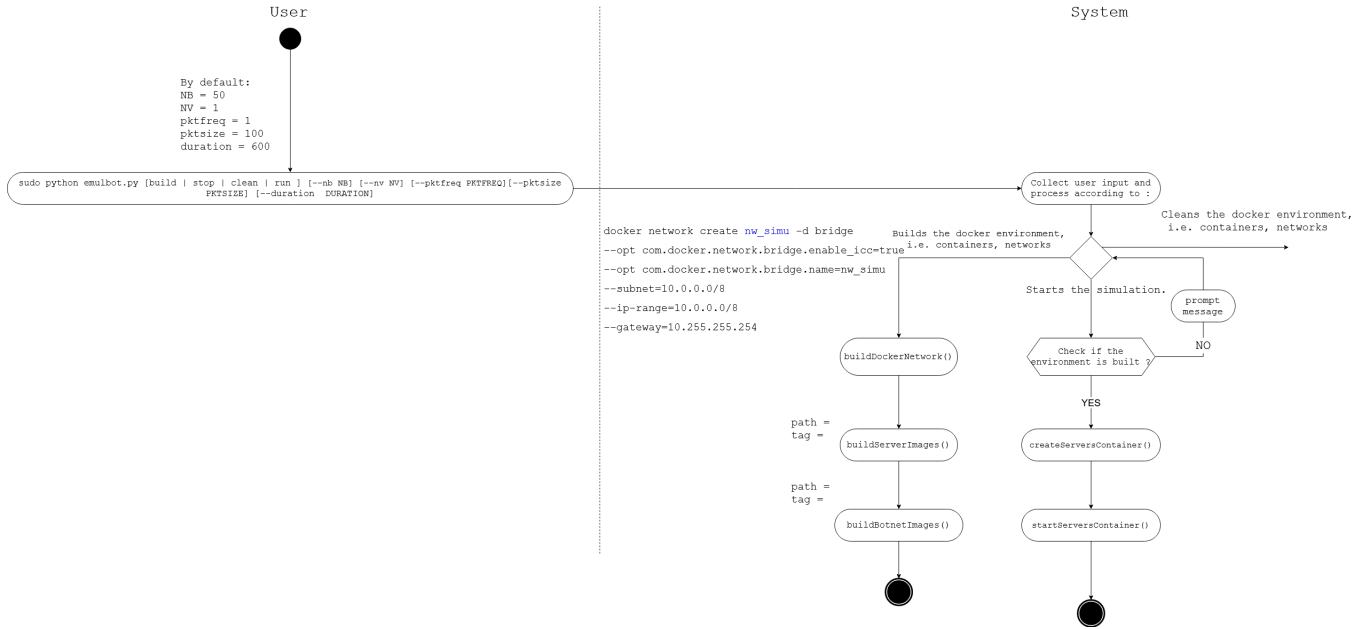 User
System
By default:
NB = 50
NV = 1
pktfreq = 1
pktsize = 100
duration = 600
sudo python emulbot.py [build | stop | clean | run ] [--nb NB] [--nv NV] [--pktfreq PKTFREQ][--pktsize
PKTSIZE] [--duration DURATION]
Collect user input and
process according to :
Cleans the docker environment,
i.e. containers, networks
docker network create nw_simu -d bridge
--opt com.docker.network.bridge.enable_icc=true
--opt com.docker.network.bridge.name=nw_simu
--subnet=10.0.0.0/8
--ip-range=10.0.0.0/8
--gateway=10.255.255.254
Builds the docker environment,
i.e. containers, networks
Starts the simulation.
prompt
message
NO
buildDockerNetwork()
Check if the
environment is built ?
YES
path =
tag =
buildServerImages()
createServersContainer()
path =
tag =
buildBotnetImages()
startServersContainer()